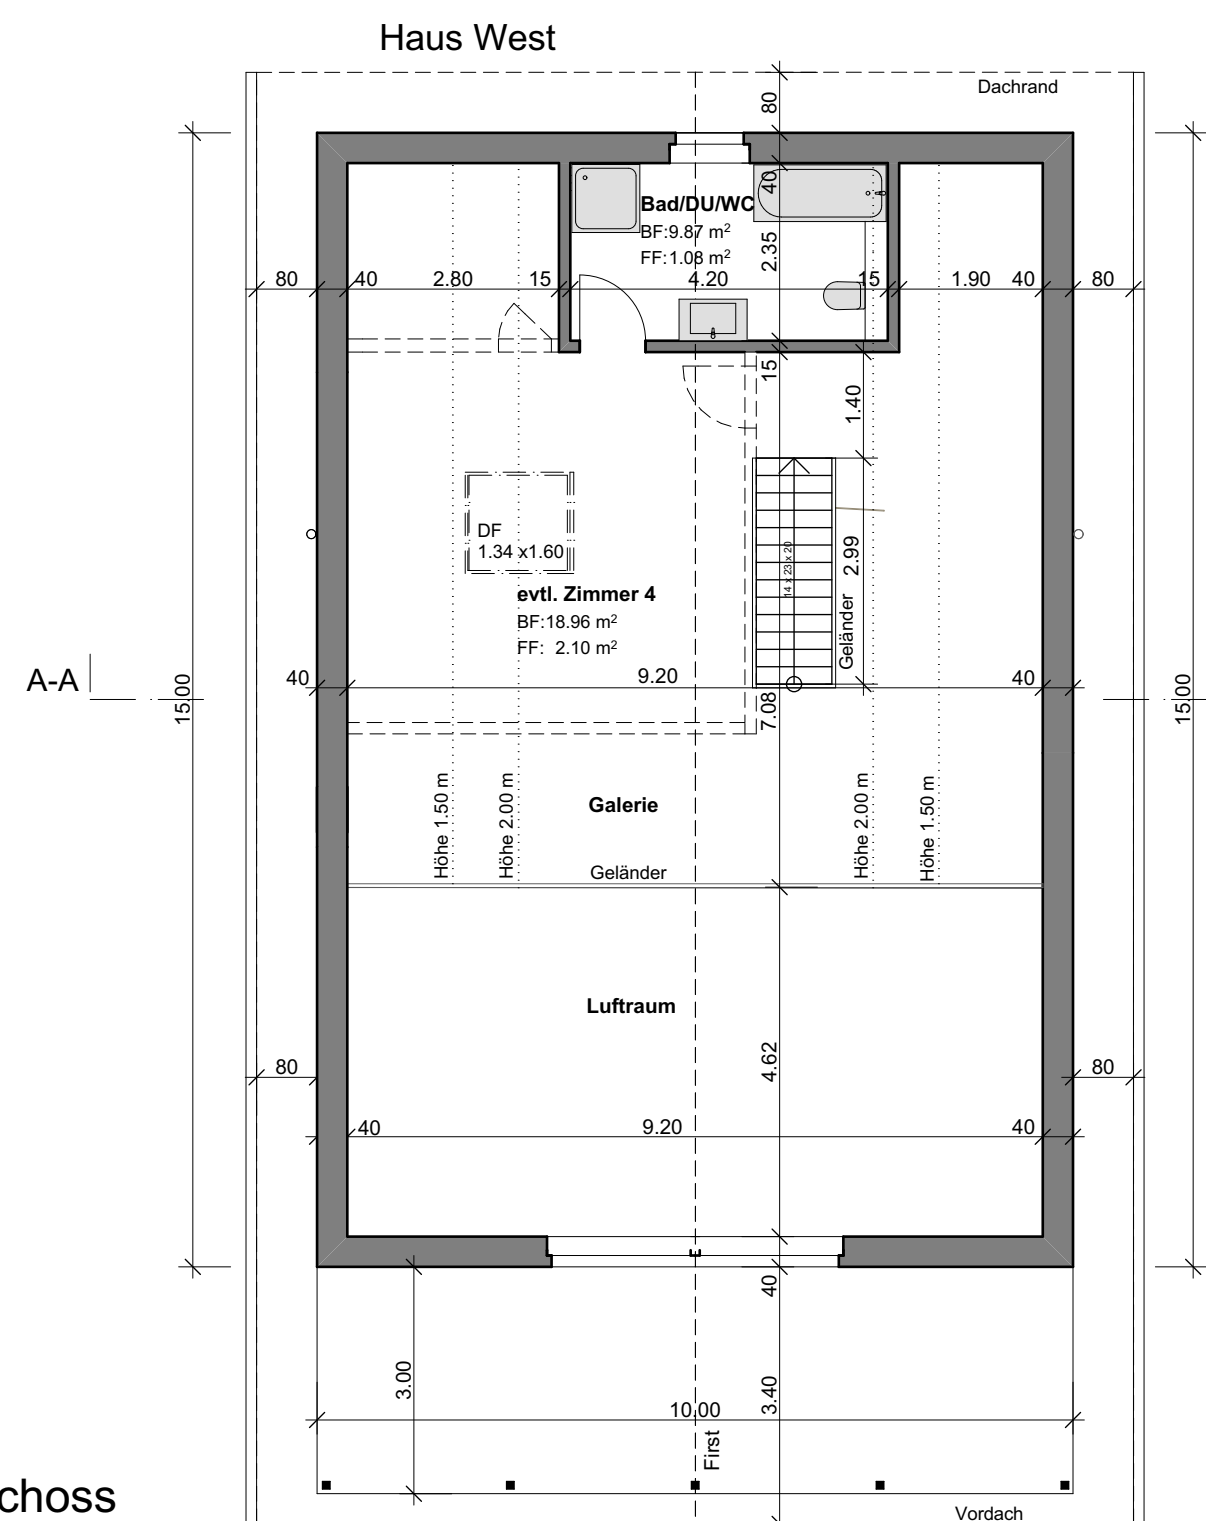 Haus West
Dachrand
80
40
Bad/DU/WC
BF:9.87 m²
FF:1.08 m²
2.35
80
40
2.80
15
4.20
15
1.90
40
80
15
1.40
DF
1.34 x1.60
14 x 23 x 20
2.99
evtl. Zimmer 4
BF:18.96 m²
FF: 2.10 m²
Geländer
A-A
15.00
40
9.20
40
15.00
7.08
Höhe 1.50 m
Höhe 2.00 m
Galerie
Höhe 2.00 m
Höhe 1.50 m
Geländer
Luftraum
4.62
80
80
40
9.20
40
40
3.00
3.40
10.00
First
choss
Vordach